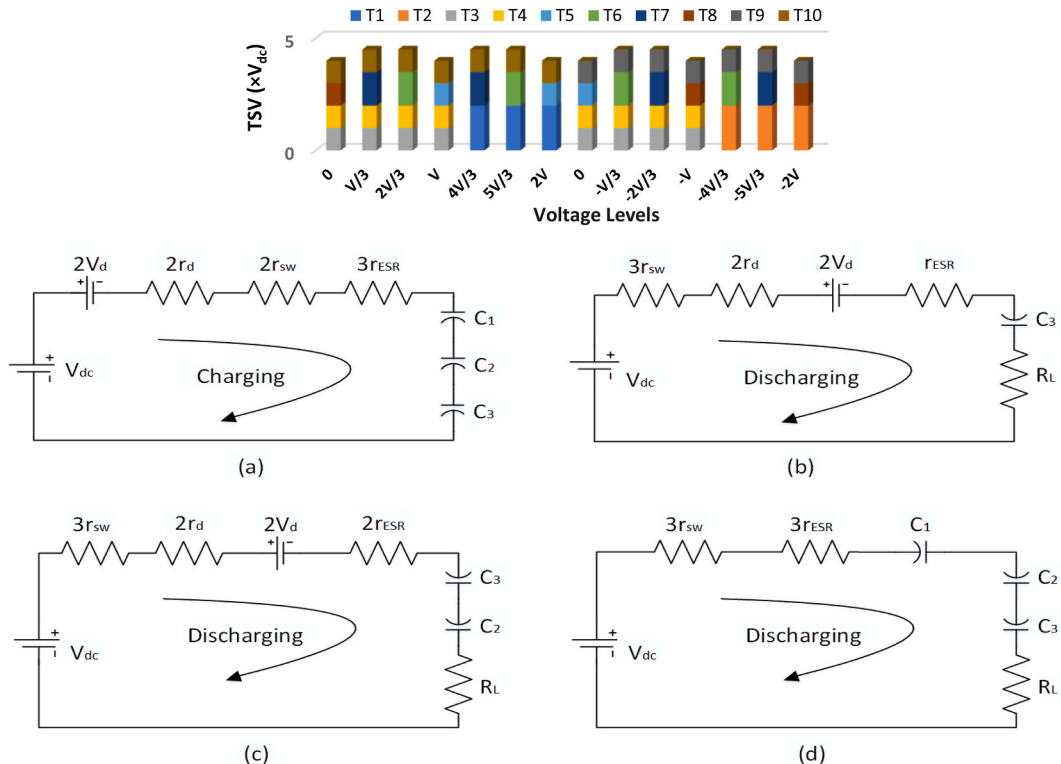 T1 T2 T3 T4 T5 T6 T7 T8 T9 T10
TSV (×Vdc)
5
0
0 V/3 2V/3 V 4V/3 5V/3 2V 0 -V/3 -2V/3 -V -4V/3 -5V/3 -2V
Voltage Levels
2Vd 2rd 2rsw 3rESR
+ -
C1
C2
C3
+
-
Vdc
Charging
(a)
3rsw 2rd 2Vd rESR
+ -
C3
RL
+
-
Vdc
Discharging
(b)
3rsw 2rd 2Vd 2rESR
+ -
C3
C2
RL
+
-
Vdc
Discharging
(c)
3rsw 3rESR C1
C2
C3
RL
+
-
Vdc
Discharging
(d)